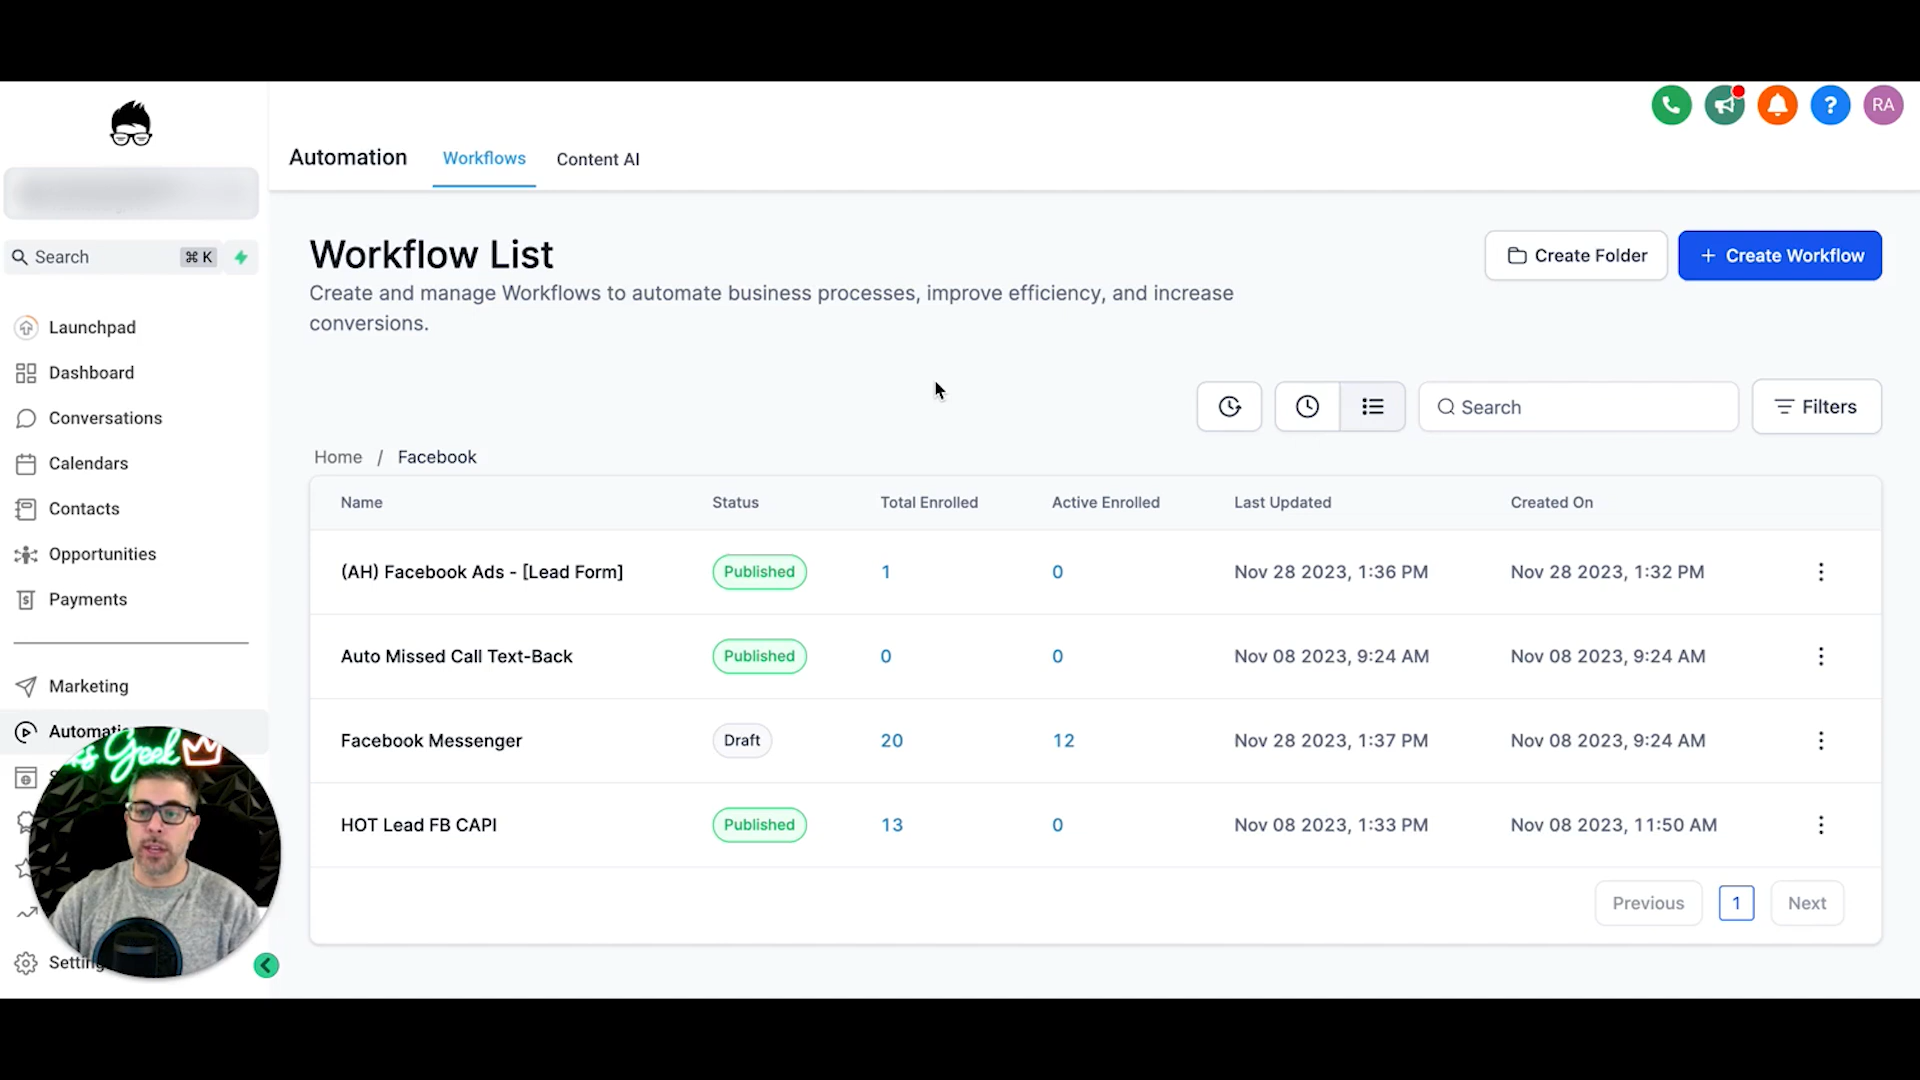 RA
Automation
Workflows
Content AI
Search
⌘ K
Launchpad
Dashboard
Conversations
Calendars
Contacts
Opportunities
Payments
Marketing
Geek
Workflow List
Create and manage Workflows to automate business processes, improve efficiency, and increase
conversions.
Create Folder
+ Create Workflow
Search
Filters
Home / Facebook
Name Status Total Enrolled Active Enrolled Last Updated Created On
(AH) Facebook Ads - [Lead Form] Published 1 0 Nov 28 2023, 1:36 PM Nov 28 2023, 1:32 PM
Auto Missed Call Text-Back Published 0 0 Nov 08 2023, 9:24 AM Nov 08 2023, 9:24 AM
Facebook Messenger Draft 20 12 Nov 28 2023, 1:37 PM Nov 08 2023, 9:24 AM
HOT Lead FB CAPI Published 13 0 Nov 08 2023, 1:33 PM Nov 08 2023, 11:50 AM
Previous 1 Next